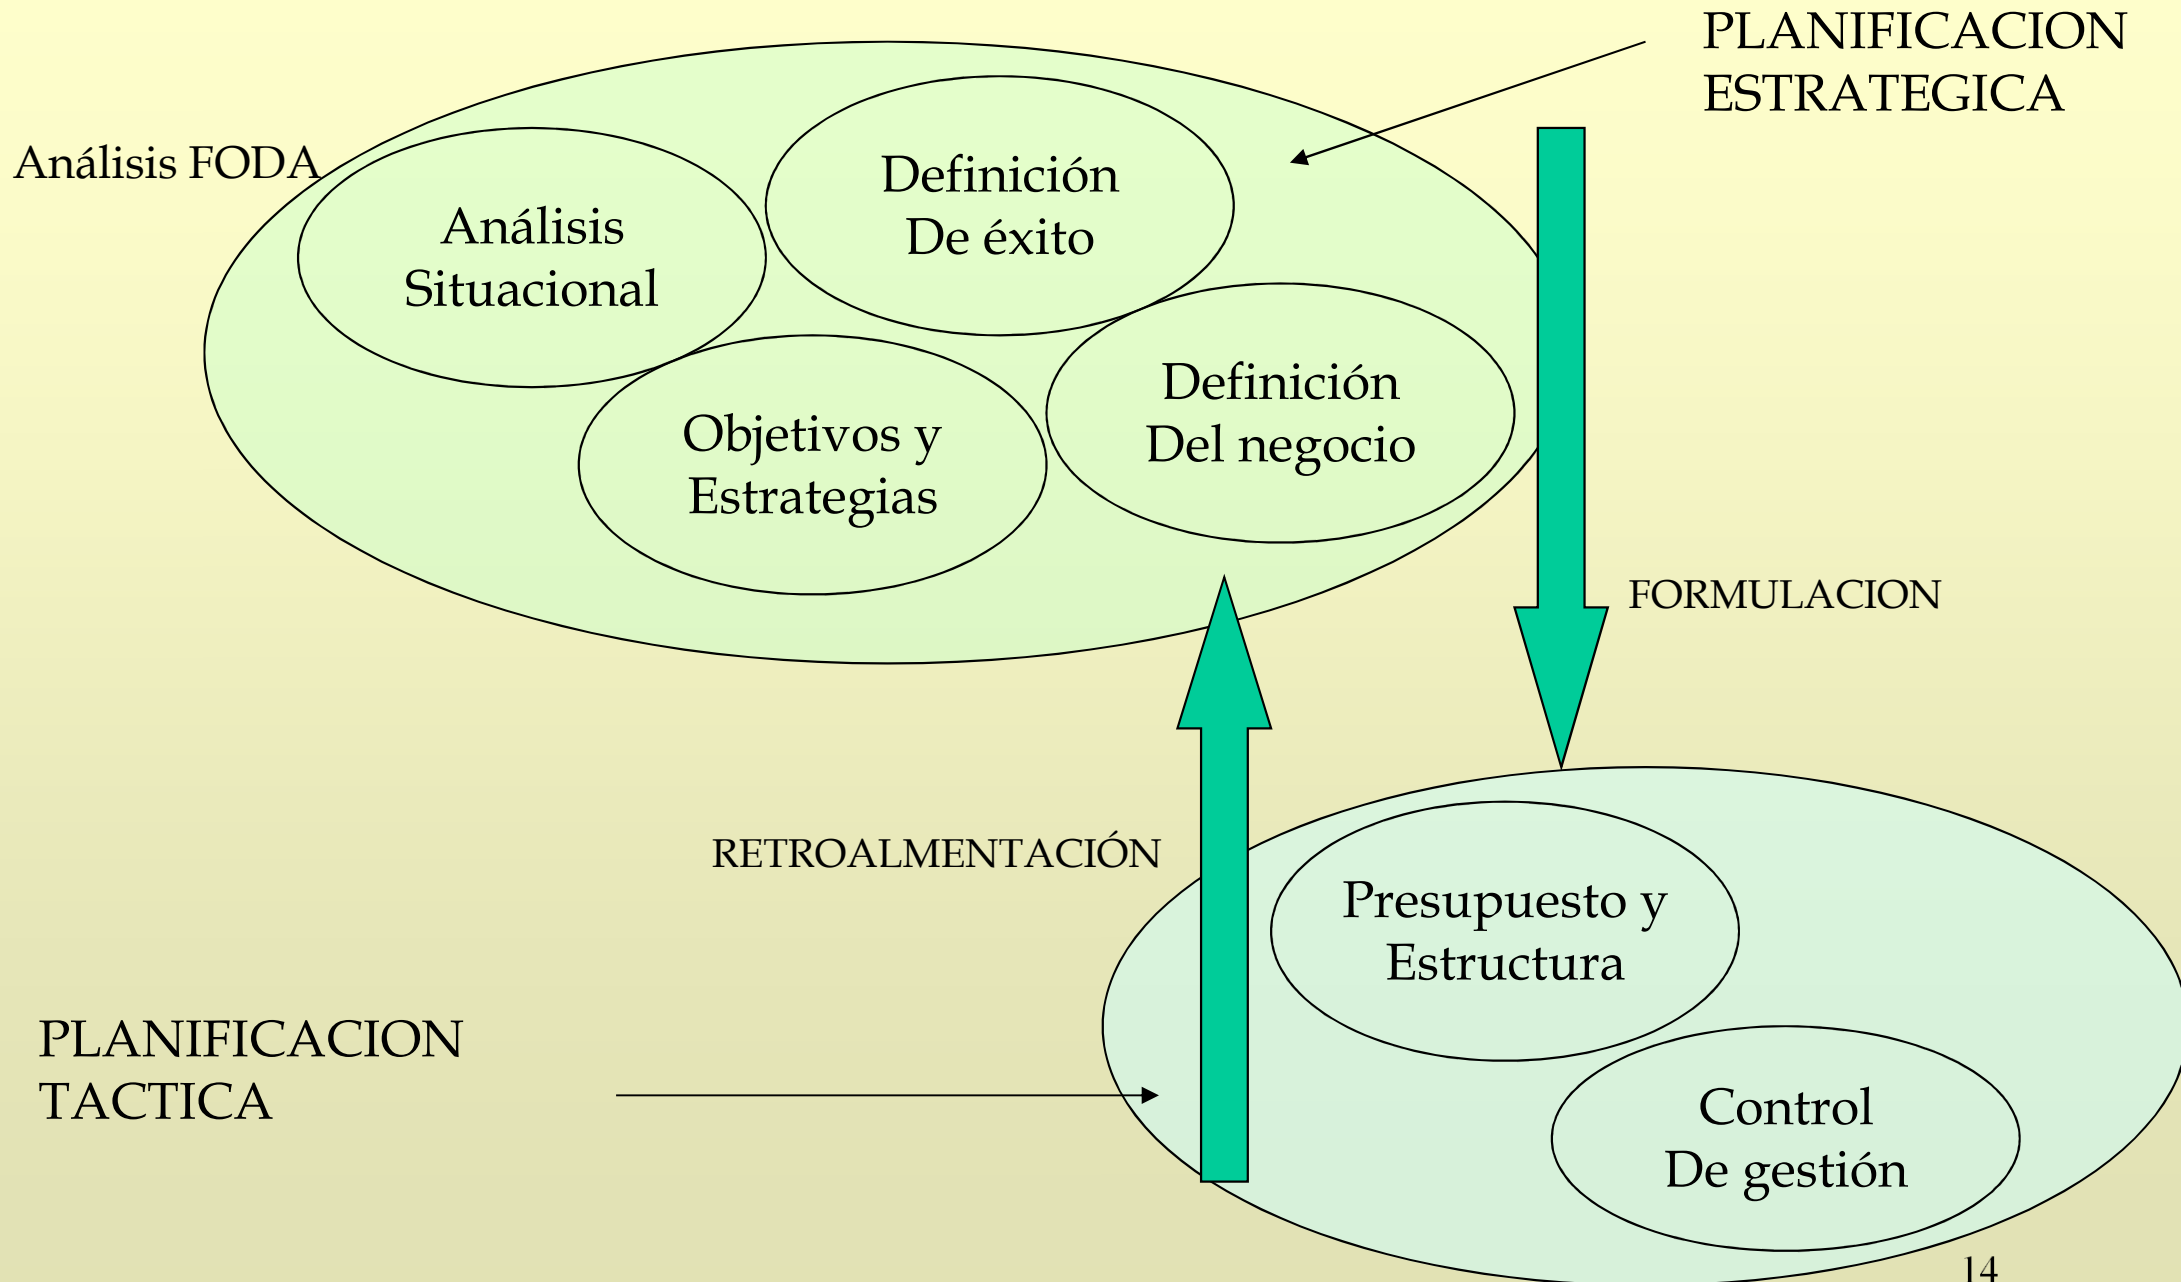 PLANIFICACION
ESTRATEGICA
Análisis FODA
Definición
De éxito
Análisis
Situacional
Definición
Del negocio
Objetivos y
Estrategias
FORMULACION
RETROALMENTACIÓN
Presupuesto y
Estructura
PLANIFICACION
TACTICA
Control
De gestión
14